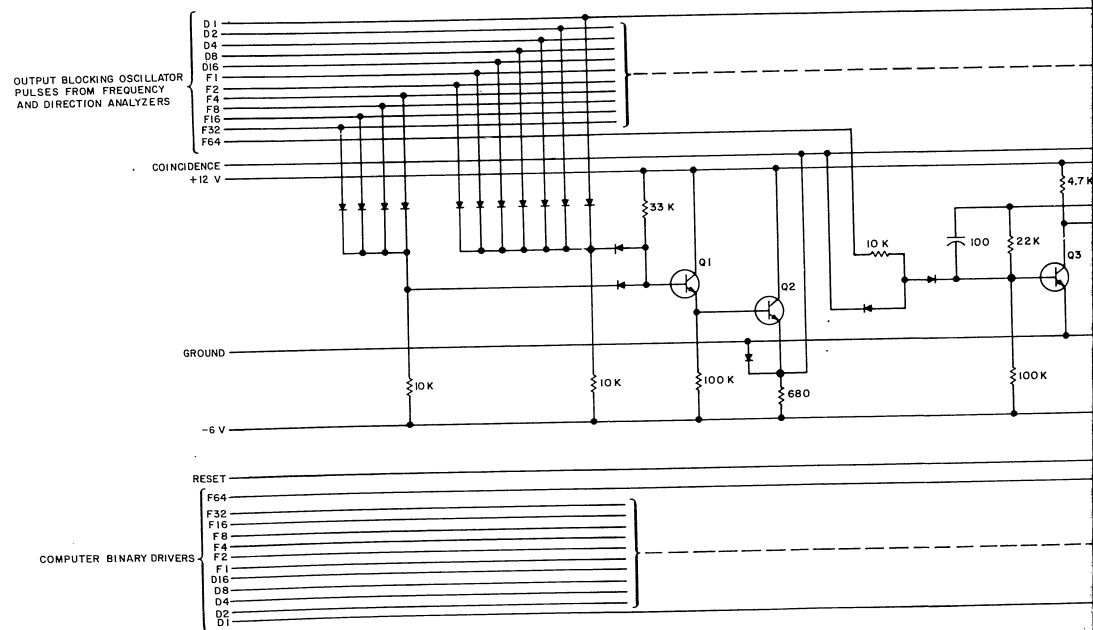 D1
D2
D4
D8
D16
F1
F2
F4
F8
F16
F32
F64
OUTPUT BLOCKING OSCILLATOR
PULSES FROM FREQUENCY
AND DIRECTION ANALYZERS
COINCIDENCE
+12 V
33 K
4.7 K
10 K
100
22K
Q1
Q2
Q3
GROUND
10 K
10 K
100 K
680
100K
-6 V
RESET
F64
F32
F16
F8
F4
F2
F1
D16
D8
D4
D2
D1
COMPUTER BINARY DRIVERS